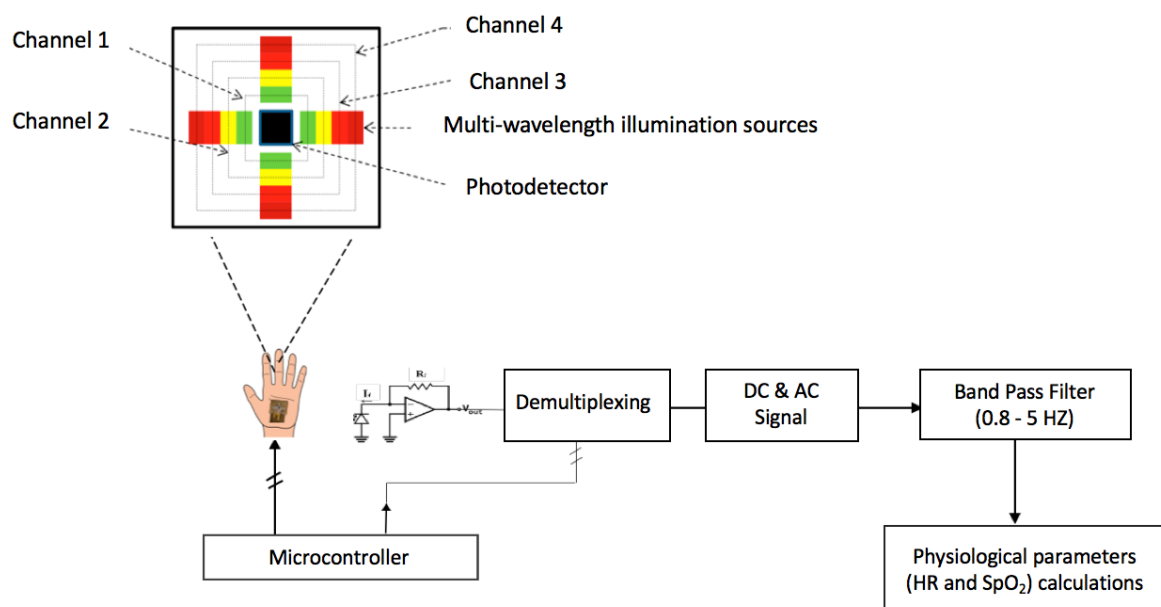 Channel 1
Channel 4
Channel 3
Channel 2
Multi-wavelength illumination sources
Photodetector
Rf
If
Vout
Demultiplexing
DC & AC
Signal
Band Pass Filter
(0.8 - 5 HZ)
Microcontroller
Physiological parameters
(HR and SpO₂) calculations